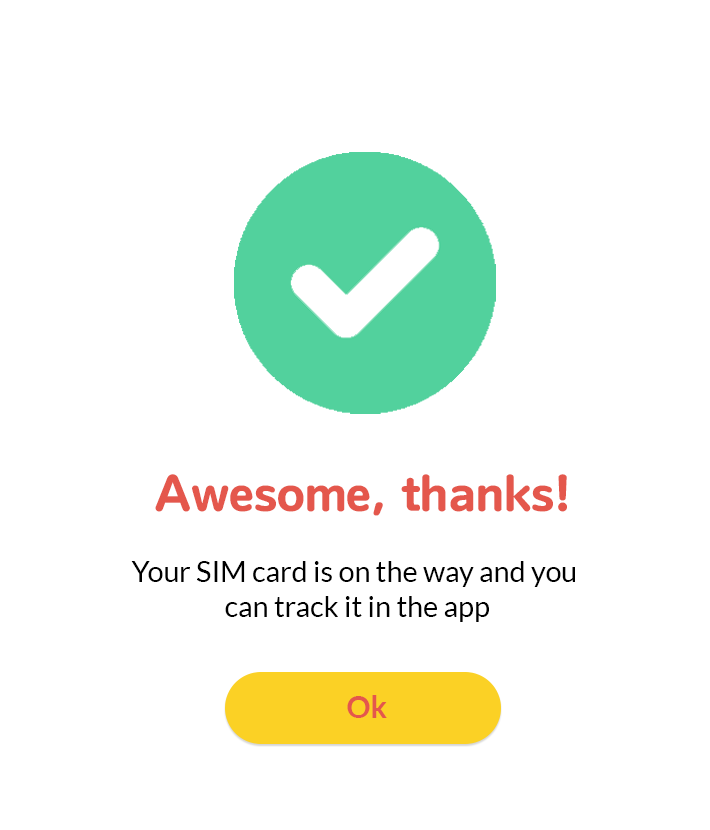 Awesome, thanks!
Your SIM card is on the way and you
can track it in the app
Ok